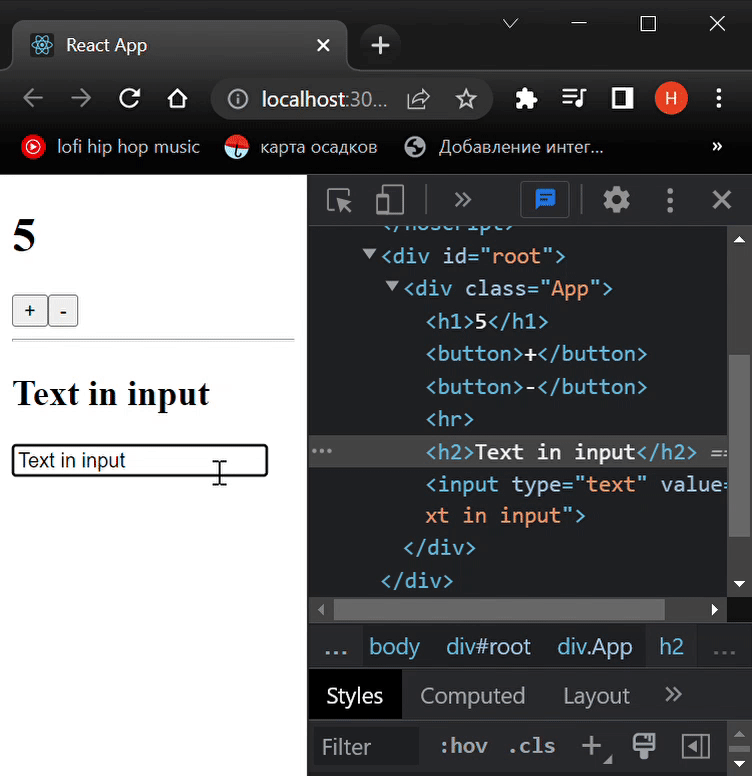 React App
localhost:30...
H
lofi hip hop music
карта осадков
Добавление интег...
»
5
+
-
Text in input
Text in input
»
</noscript>
<div id="root">
<div class="App">
<h1>5</h1>
<button>+</button>
<button>-</button>
<hr>
... <h2>Text in input</h2> ==
<input type="text" value=
xt in input">
</div>
</div>
... body div#root div.App h2 ...
Styles Computed Layout »
Filter :hov .cls +